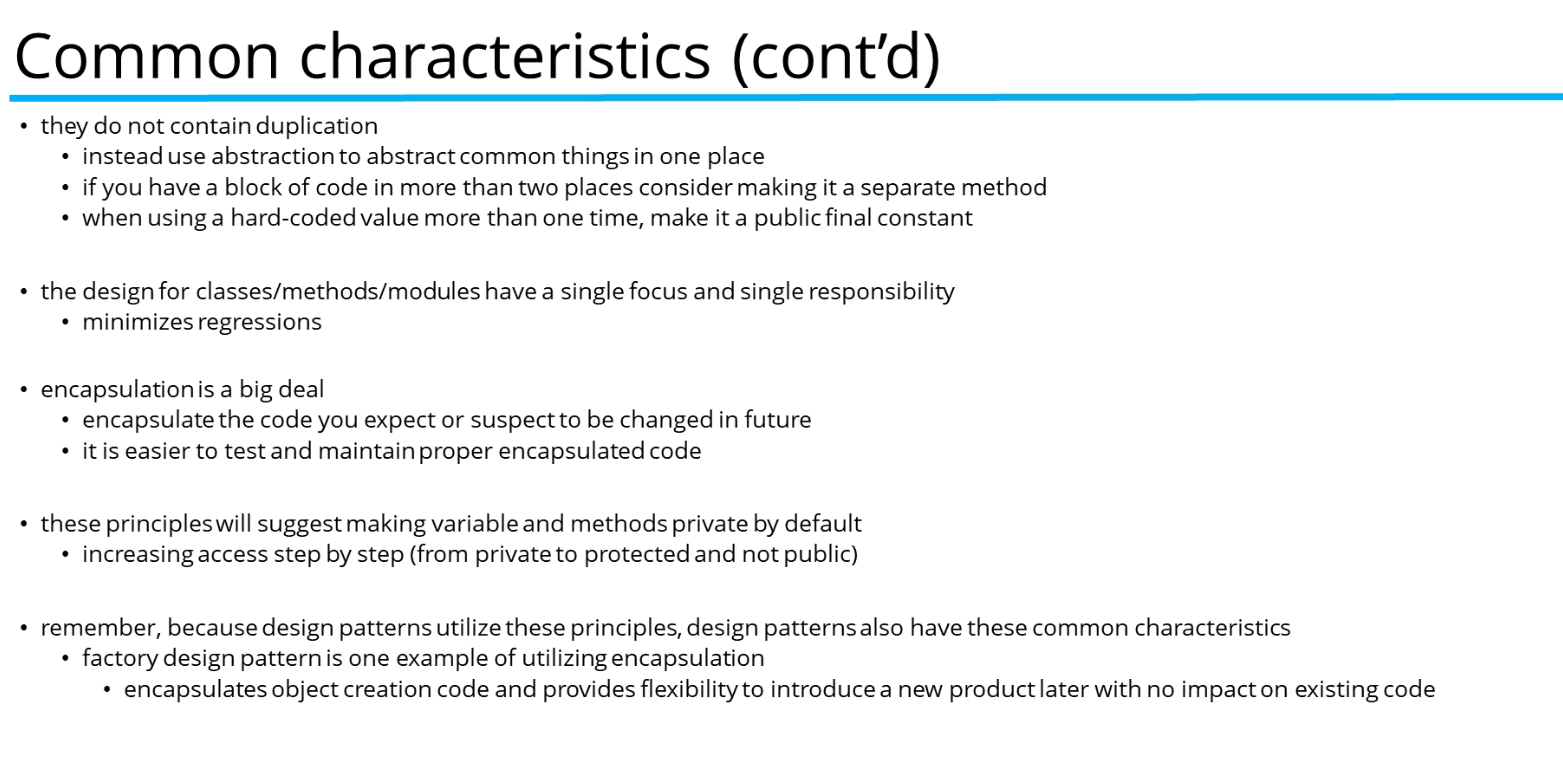 Common characteristics (cont’d)
• they do not contain duplication
• instead use abstraction to abstract common things in one place
• if you have a block of code in more than two places consider making it a separate method
• when using a hard-coded value more than one time, make it a public final constant
• the design for classes/methods/modules have a single focus and single responsibility
• minimizes regressions
• encapsulation is a big deal
• encapsulate the code you expect or suspect to be changed in future
• it is easier to test and maintain proper encapsulated code
• these principles will suggest making variable and methods private by default
• increasing access step by step (from private to protected and not public)
• remember, because design patterns utilize these principles, design patterns also have these common characteristics
• factory design pattern is one example of utilizing encapsulation
• encapsulates object creation code and provides flexibility to introduce a new product later with no impact on existing code